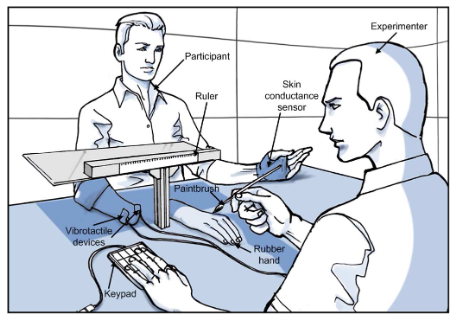 Experimenter
Participant
Skin
conductance
sensor
Ruler
Paintbrush
Vibrotactile
devices
Rubber
hand
Keypad